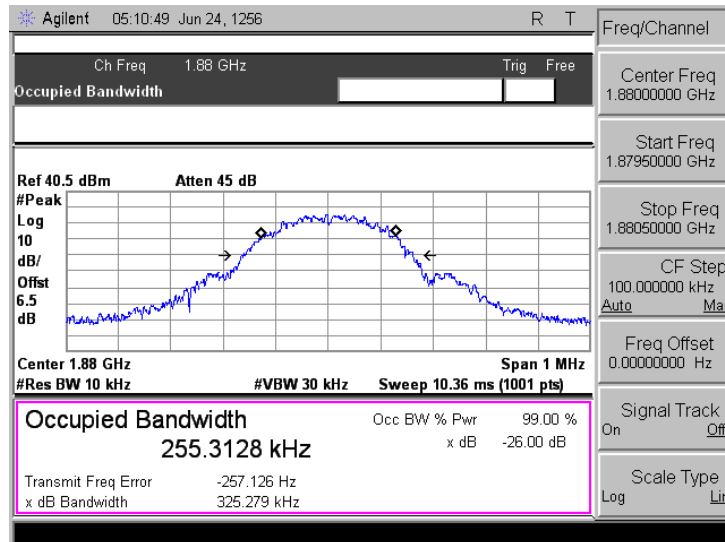 Agilent 05:10:49 Jun 24, 1256 R T
Ch Freq 1.88 GHz Trig Free
Occupied Bandwidth
Ref 40.5 dBm Atten 45 dB
#Peak
Log
10
dB/
Offst
6.5
dB
Center 1.88 GHz Span 1 MHz
#Res BW 10 kHz #VBW 30 kHz Sweep 10.36 ms (1001 pts)
Occupied Bandwidth Occ BW % Pwr 99.00 %
255.3128 kHz x dB -26.00 dB
Transmit Freq Error -257.126 Hz
x dB Bandwidth 325.279 kHz
Freq/Channel
Center Freq
1.88000000 GHz
Start Freq
1.87950000 GHz
Stop Freq
1.88050000 GHz
CF Step
100.000000 kHz
Auto Ma
Freq Offset
0.00000000 Hz
Signal Track
On Off
Scale Type
Log Lin